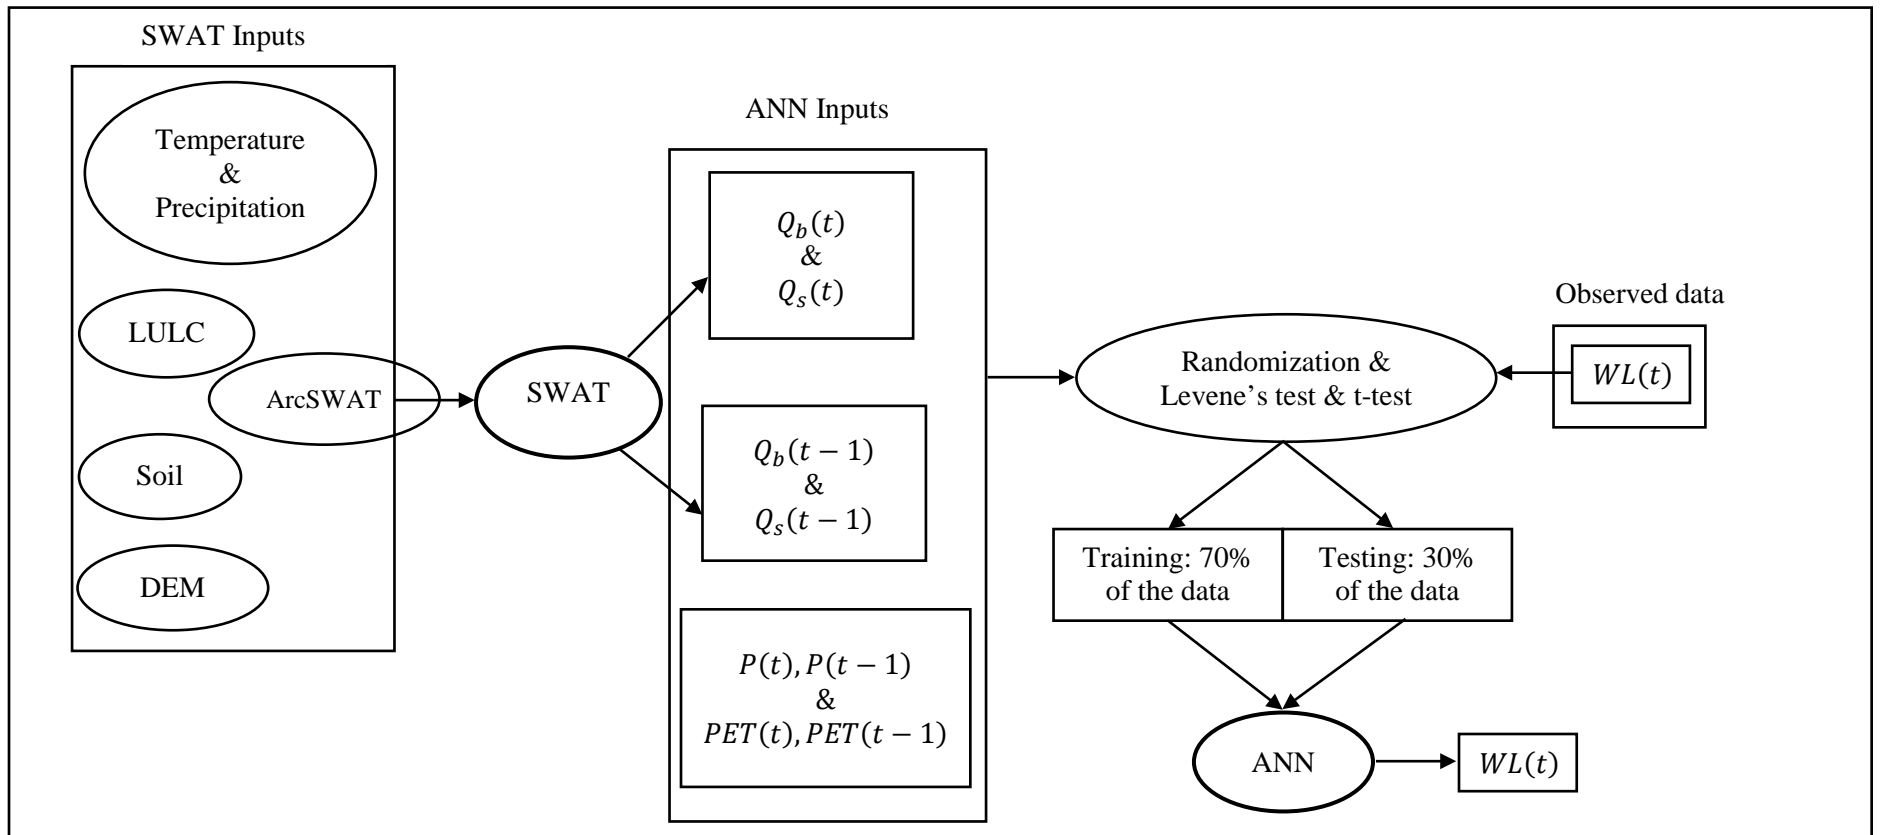 SWAT Inputs
Temperature
&
Precipitation
LULC
ArcSWAT
Soil
DEM
SWAT
ANN Inputs
Q_b(t)
&
Q_s(t)
Q_b(t − 1)
&
Q_s(t − 1)
P(t), P(t − 1)
&
PET(t), PET(t − 1)
Randomization &
Levene’s test & t-test
Observed data
WL(t)
Training: 70%
of the data
Testing: 30%
of the data
ANN
WL(t)